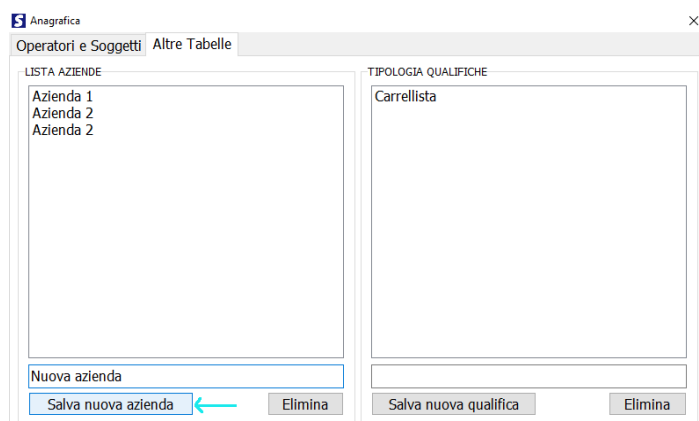 S Anagrafica
Operatori e Soggetti Altre Tabelle
LISTA AZIENDE
Azienda 1
Azienda 2
Azienda 2
Nuova azienda
Salva nuova azienda Elimina
TIPOLOGIA QUALIFICHE
Carrellista
Salva nuova qualifica Elimina